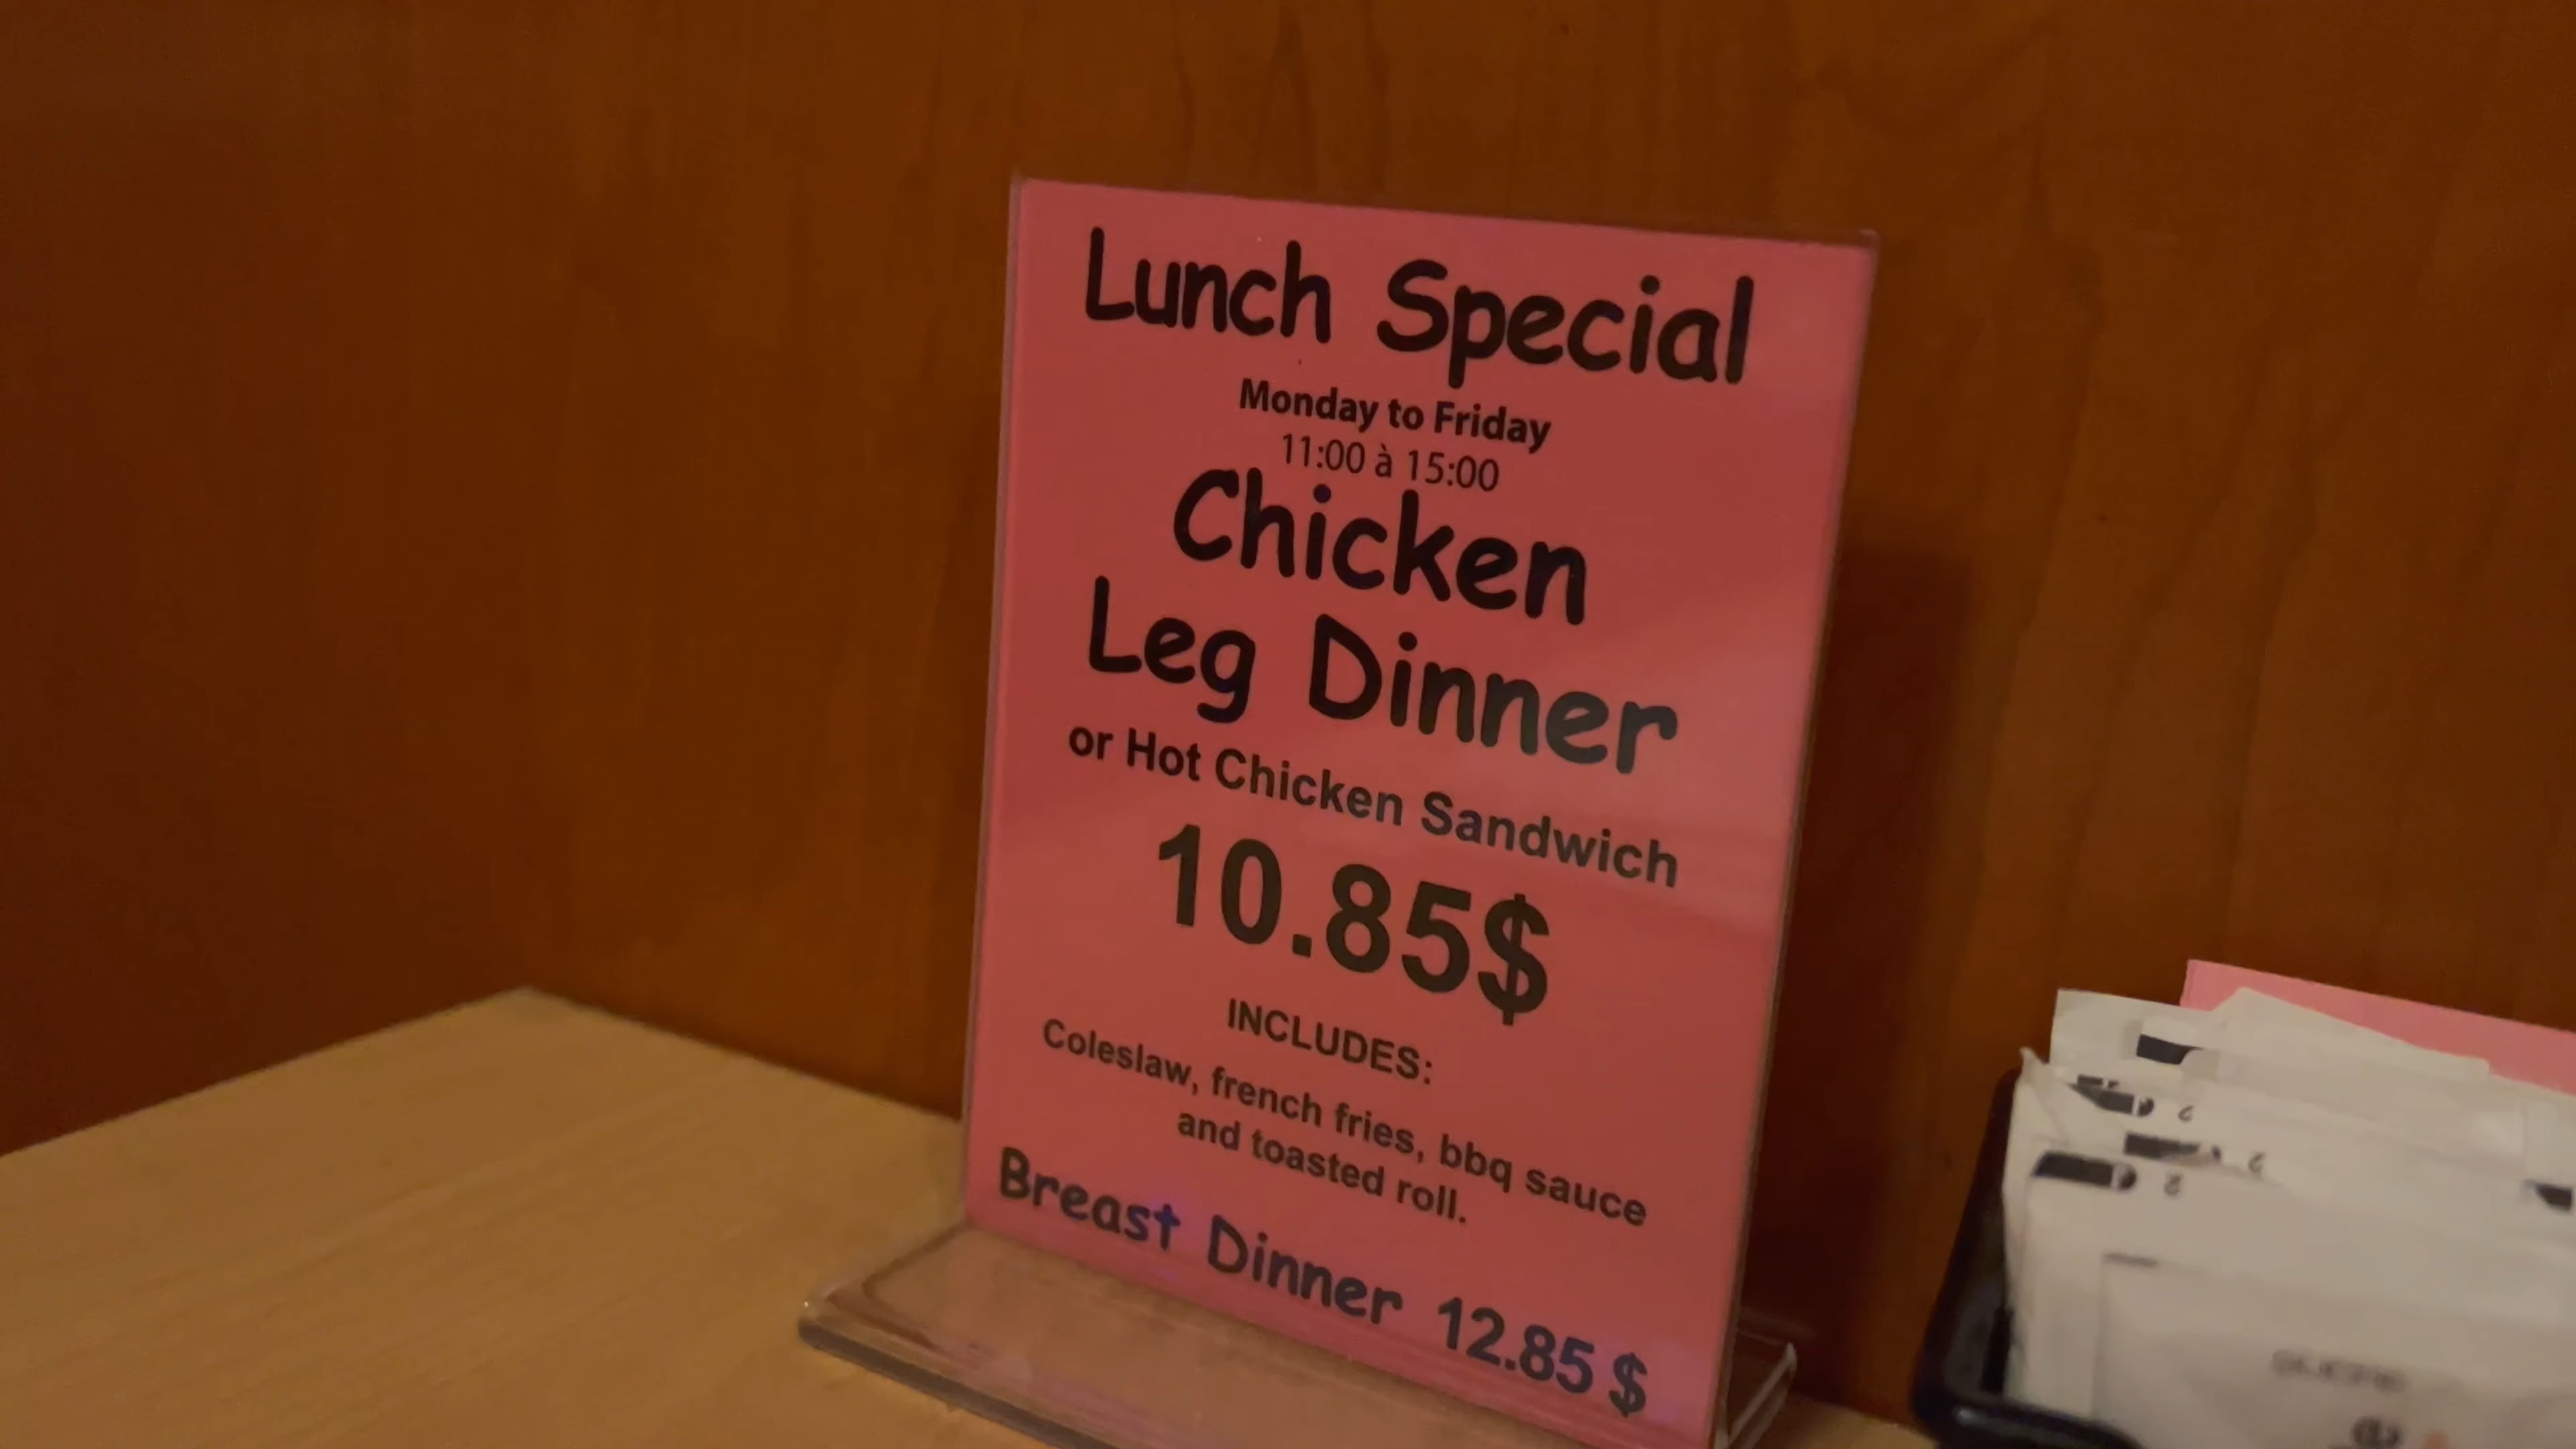 Lunch Special
Monday to Friday
11:00 à 15:00
Chicken
Leg Dinner
or Hot Chicken Sandwich
10.85$
INCLUDES:
Coleslaw, french fries, bbq sauce
and toasted roll.
Breast Dinner 12.85 $